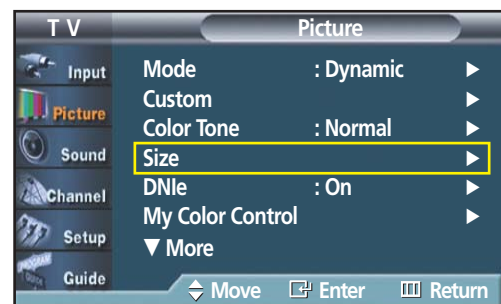 T V
Picture
Input
Picture
Sound
Channel
Setup
Guide
Mode : Dynamic ▶
Custom ▶
Color Tone : Normal ▶
Size ▶
DNIe : On ▶
My Color Control ▶
▼ More
Move Enter Return